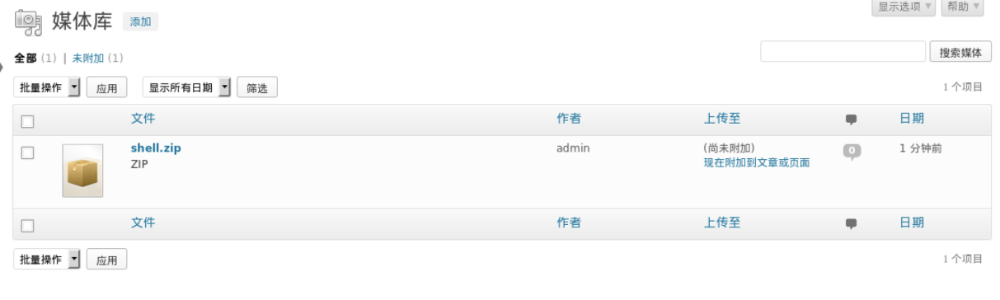 显示选项 帮助
媒体库 添加
全部 (1) | 未附加 (1)
搜索媒体
批量操作 应用 显示所有日期 筛选 1 个项目
文件 作者 上传至 日期
shell.zip admin (尚未附加) 0 1 分钟前
ZIP 现在附加到文章或页面
文件 作者 上传至 日期
批量操作 应用 1 个项目